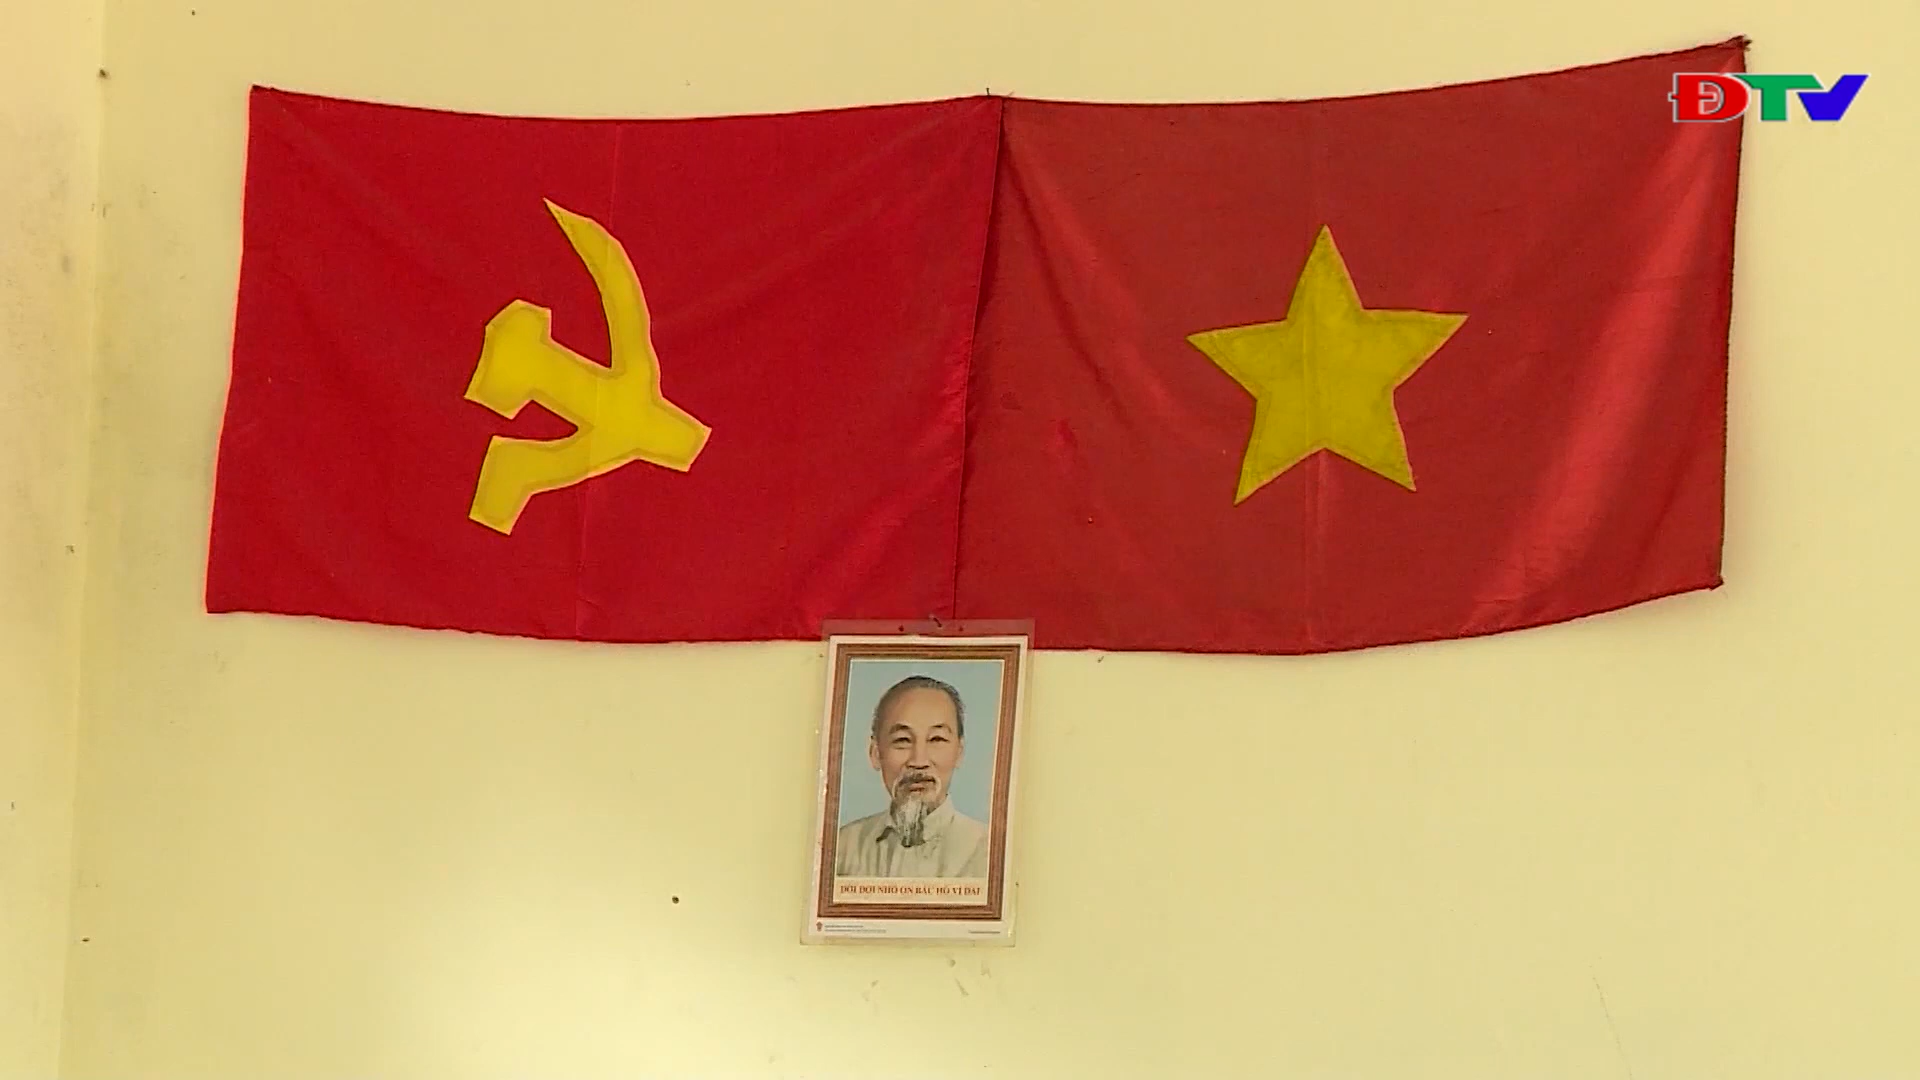 ĐTV
ĐỜI ĐỜI NHỚ ƠN BÁC HỒ VĨ ĐẠI